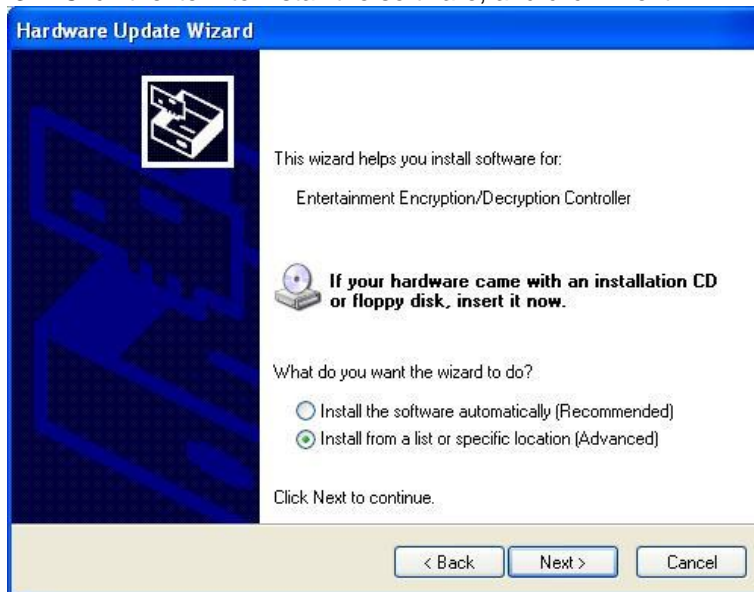 Hardware Update Wizard
This wizard helps you install software for:
Entertainment Encryption/Decryption Controller
If your hardware came with an installation CD
or floppy disk, insert it now.
What do you want the wizard to do?
Install the software automatically (Recommended)
Install from a list or specific location (Advanced)
Click Next to continue.
< Back
Next >
Cancel